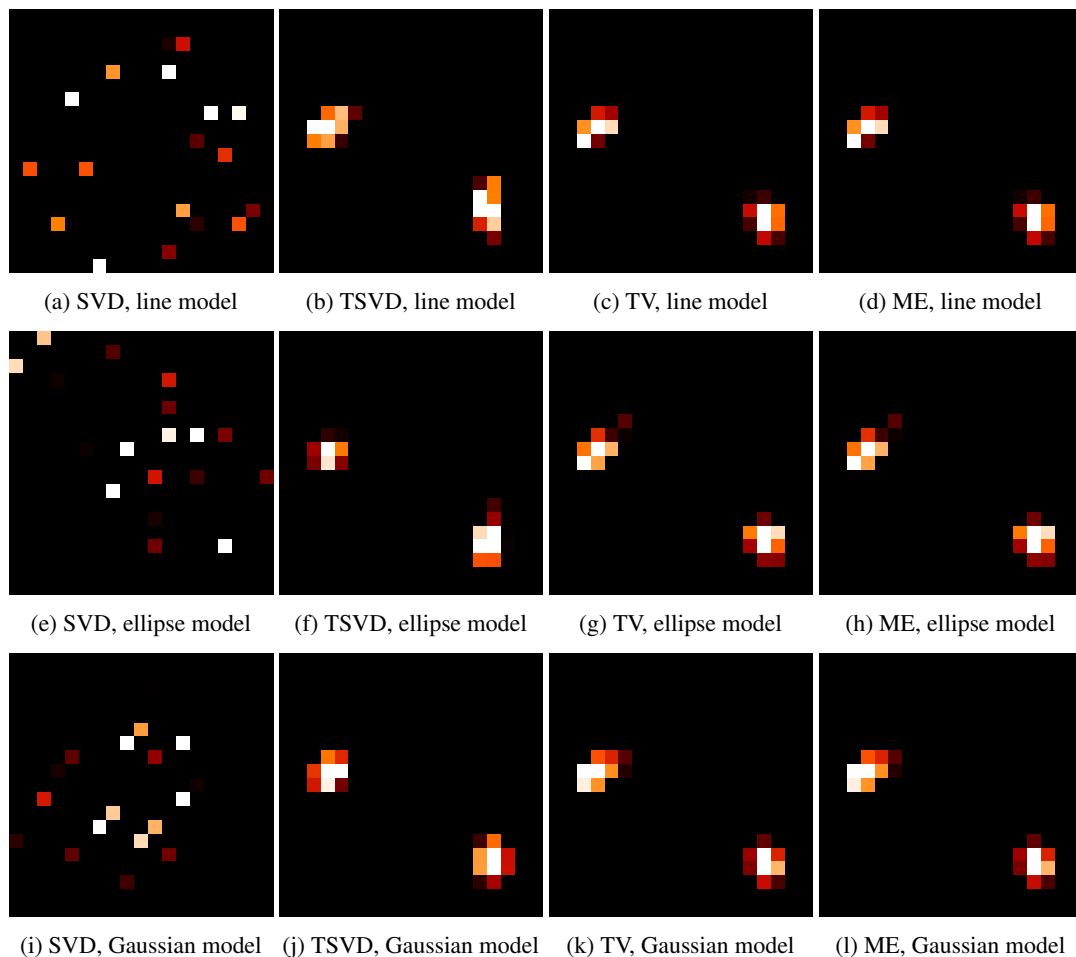 (a) SVD, line model
(b) TSVD, line model
(c) TV, line model
(d) ME, line model
(e) SVD, ellipse model
(f) TSVD, ellipse model
(g) TV, ellipse model
(h) ME, ellipse model
(i) SVD, Gaussian model
(j) TSVD, Gaussian model
(k) TV, Gaussian model
(l) ME, Gaussian model